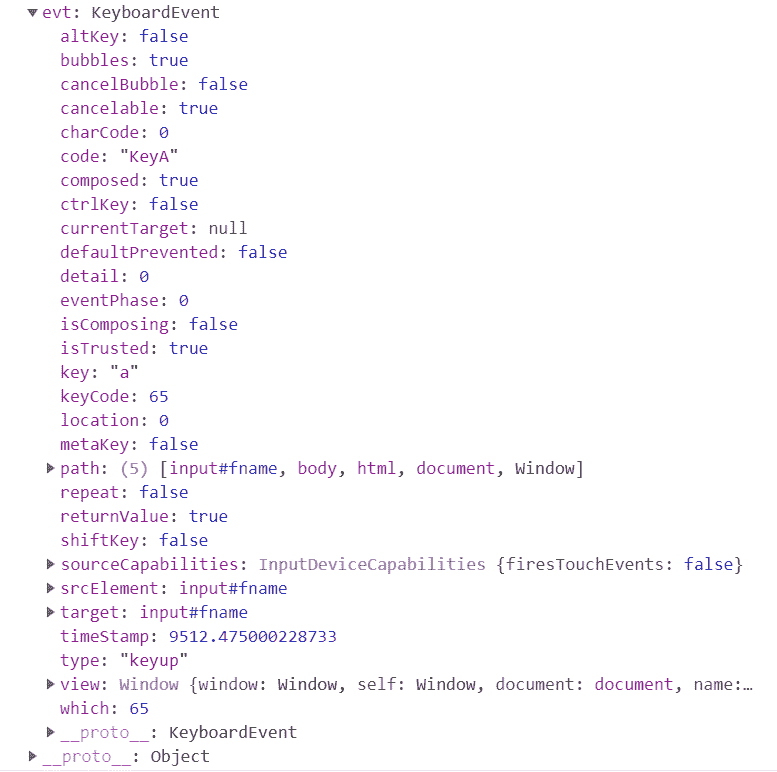 evt: KeyboardEvent
altKey: false
bubbles: true
cancelBubble: false
cancelable: true
charCode: 0
code: "KeyA"
composed: true
ctrlKey: false
currentTarget: null
defaultPrevented: false
detail: 0
eventPhase: 0
isComposing: false
isTrusted: true
key: "a"
keyCode: 65
location: 0
metaKey: false
path: (5) [input#fname, body, html, document, Window]
repeat: false
returnValue: true
shiftKey: false
sourceCapabilities: InputDeviceCapabilities {firesTouchEvents: false}
srcElement: input#fname
target: input#fname
timeStamp: 9512.475000228733
type: "keyup"
view: Window {window: Window, self: Window, document: document, name:…
which: 65
__proto__: KeyboardEvent
__proto__: Object